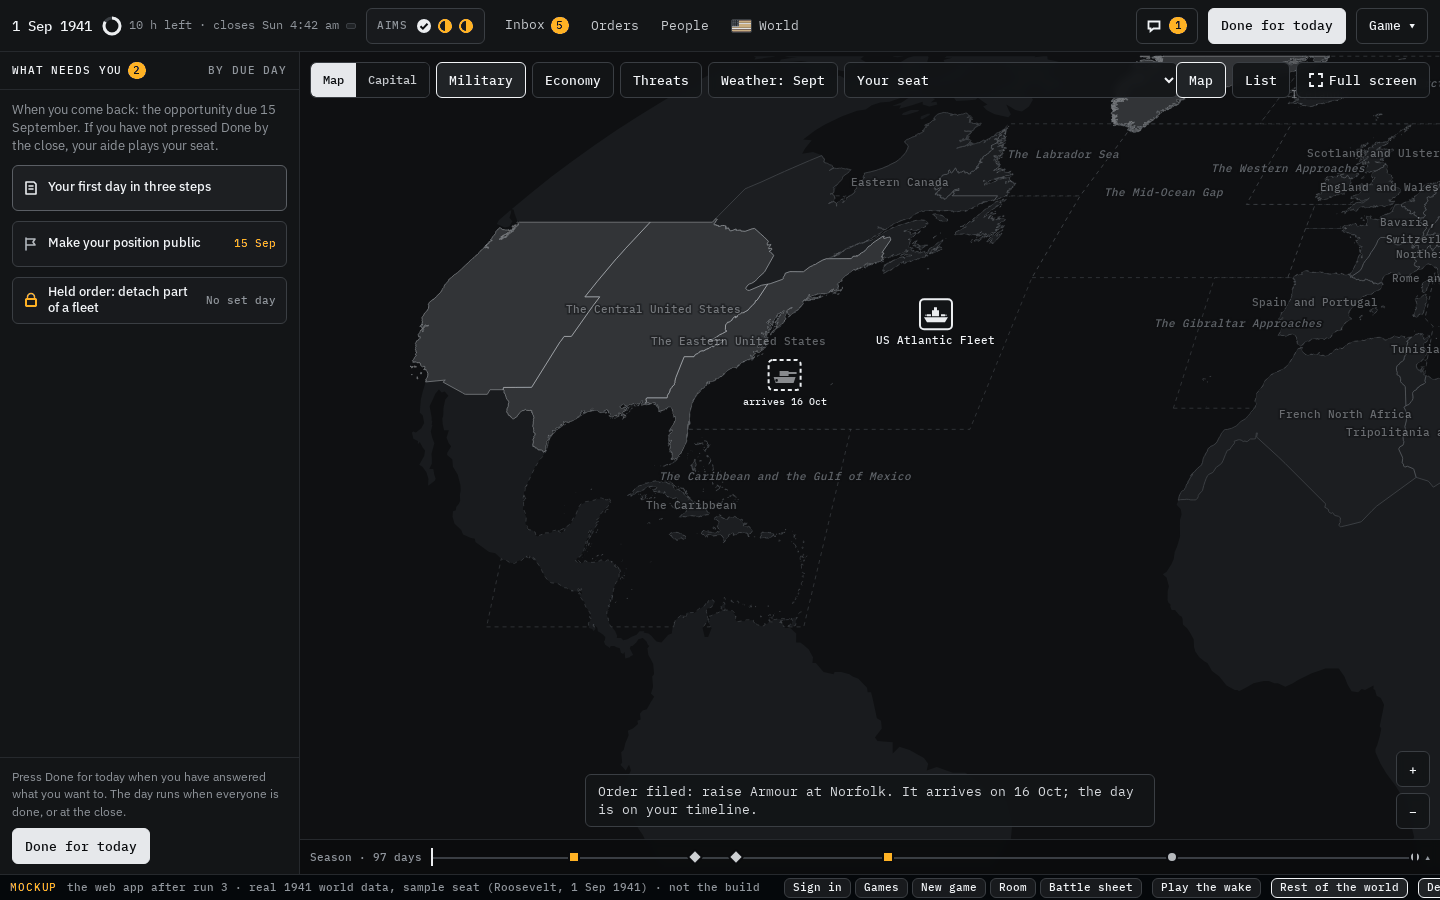 1 Sep 1941 10 h left · closes Sun 4:42 am AIMS Inbox 5 Orders People World 1 Done for today Game ▾
WHAT NEEDS YOU 2 BY DUE DAY
When you come back: the opportunity due 15
September. If you have not pressed Done by
the close, your aide plays your seat.
Your first day in three steps
Make your position public 15 Sep
Held order: detach part
of a fleet
No set day
Press Done for today when you have answered
what you want to. The day runs when everyone is
done, or at the close.
Done for today
Map Capital Military Economy Threats Weather: Sept Your seat Map List Full screen
The Labrador Sea
Scotland and Ulster
The Western Approaches
Eastern Canada
The Mid-Ocean Gap
England and Wales
Bavaria,
Switzerl
Northe
Rome an
The Central United States
Spain and Portugal
The Gibraltar Approaches
The Eastern United States
US Atlantic Fleet
Tunisia
arrives 16 Oct
French North Africa
Tripolitania a
The Caribbean and the Gulf of Mexico
The Caribbean
+
−
Order filed: raise Armour at Norfolk. It arrives on 16 Oct; the day
is on your timeline.
Season · 97 days
MOCKUP the web app after run 3 · real 1941 world data, sample seat (Roosevelt, 1 Sep 1941) · not the build Sign in Games New game Room Battle sheet Play the wake Rest of the world De